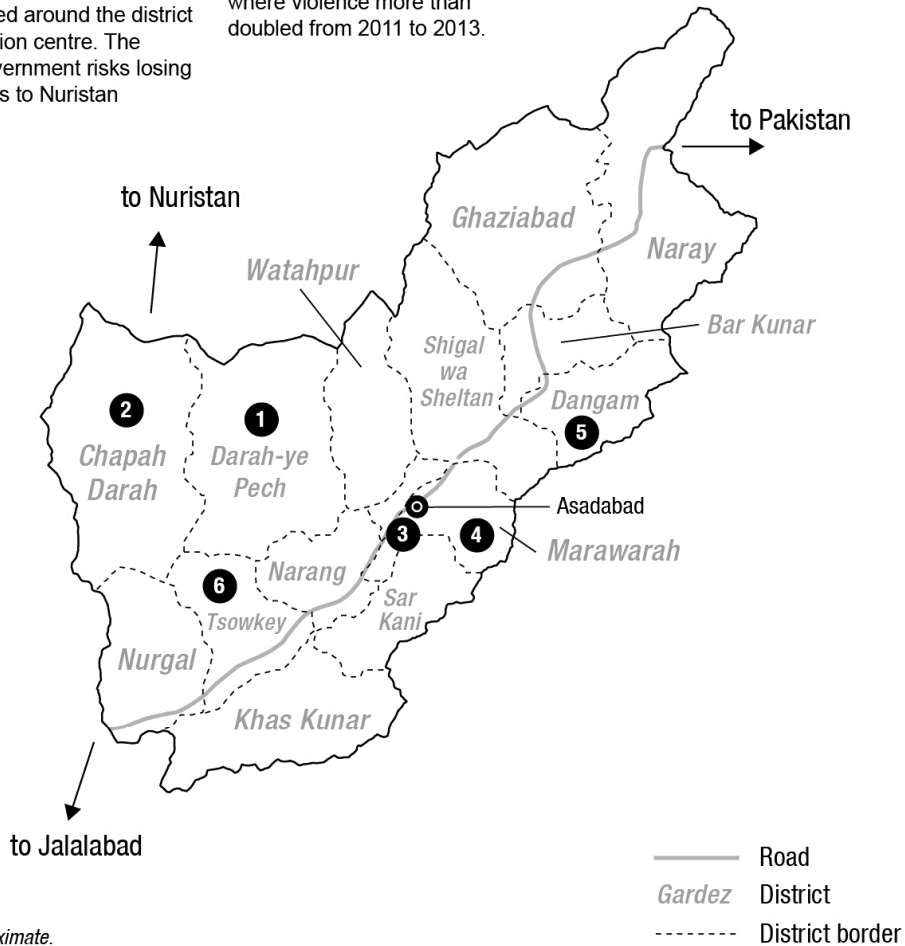 ed around the district
ion centre. The
vernment risks losing
s to Nuristan
where violence more than
doubled from 2011 to 2013.
to Pakistan
to Nuristan
Ghaziabad
Naray
Watahpur
Bar Kunar
Shigal
wa
Sheltan
2
1
Dangam
5
Chapah
Darah
Darah-ye
Pech
Asadabad
3
4
Marawarah
Narang
6
Sar
Kani
Tsowkey
Nurgal
Khas Kunar
to Jalalabad
Road
Gardez District
District border
ximate.